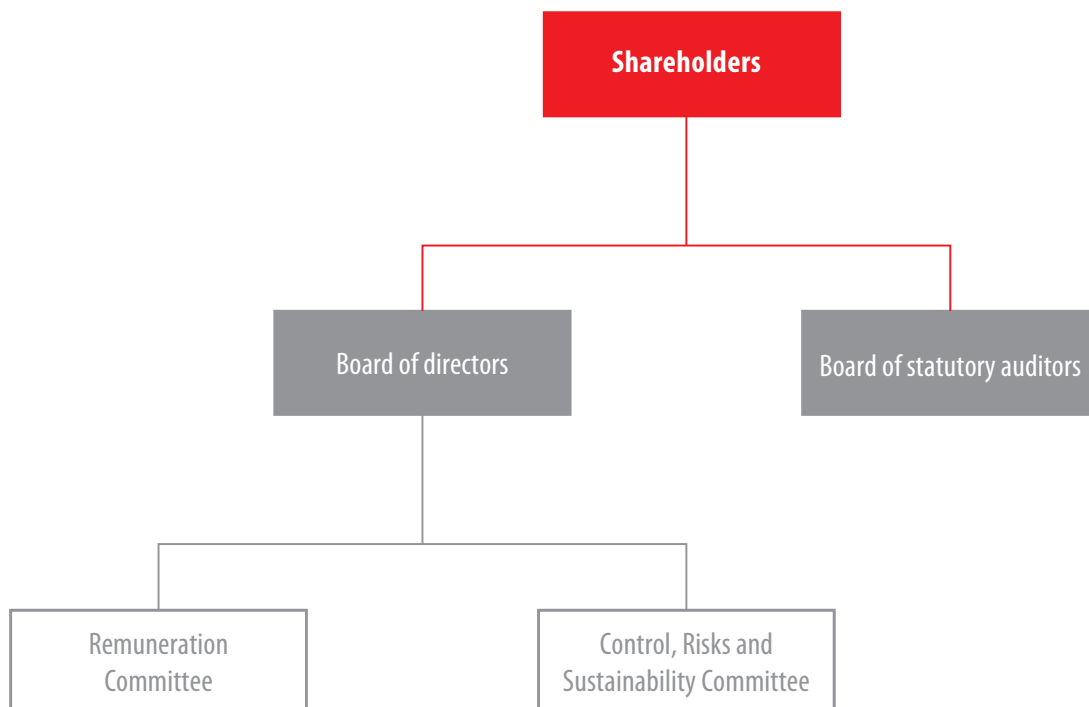 Shareholders
Board of directors
Board of statutory auditors
Remuneration
Committee
Control, Risks and
Sustainability Committee